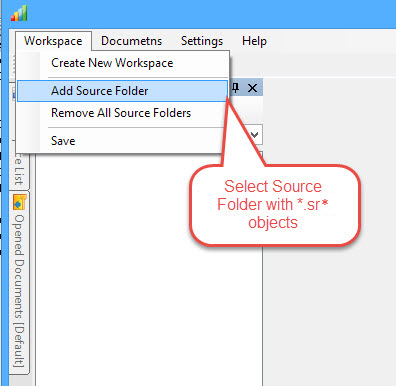 Workspace Documetns Settings Help
Create New Workspace
Add Source Folder
Remove All Source Folders
Save
Select Source
Folder with *.sr*
objects
List
Opened Documents [Default]